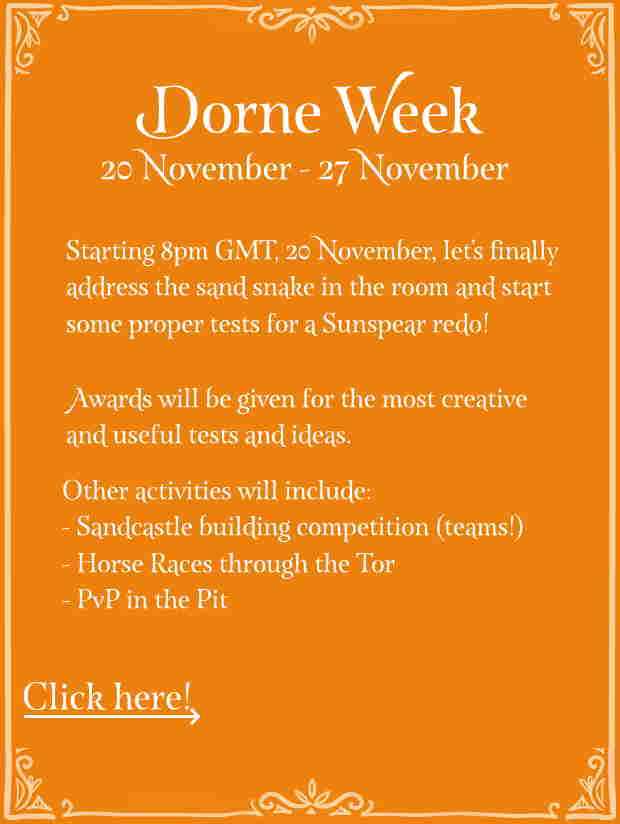 Dorne Week
20 November - 27 November
Starting 8pm GMT, 20 November, let's finally
address the sand snake in the room and start
some proper tests for a Sunspear redo!
Awards will be given for the most creative
and useful tests and ideas.
Other activities will include:
- Sandcastle building competition (teams!)
- Horse Races through the Tor
- PvP in the Pit
Click here!